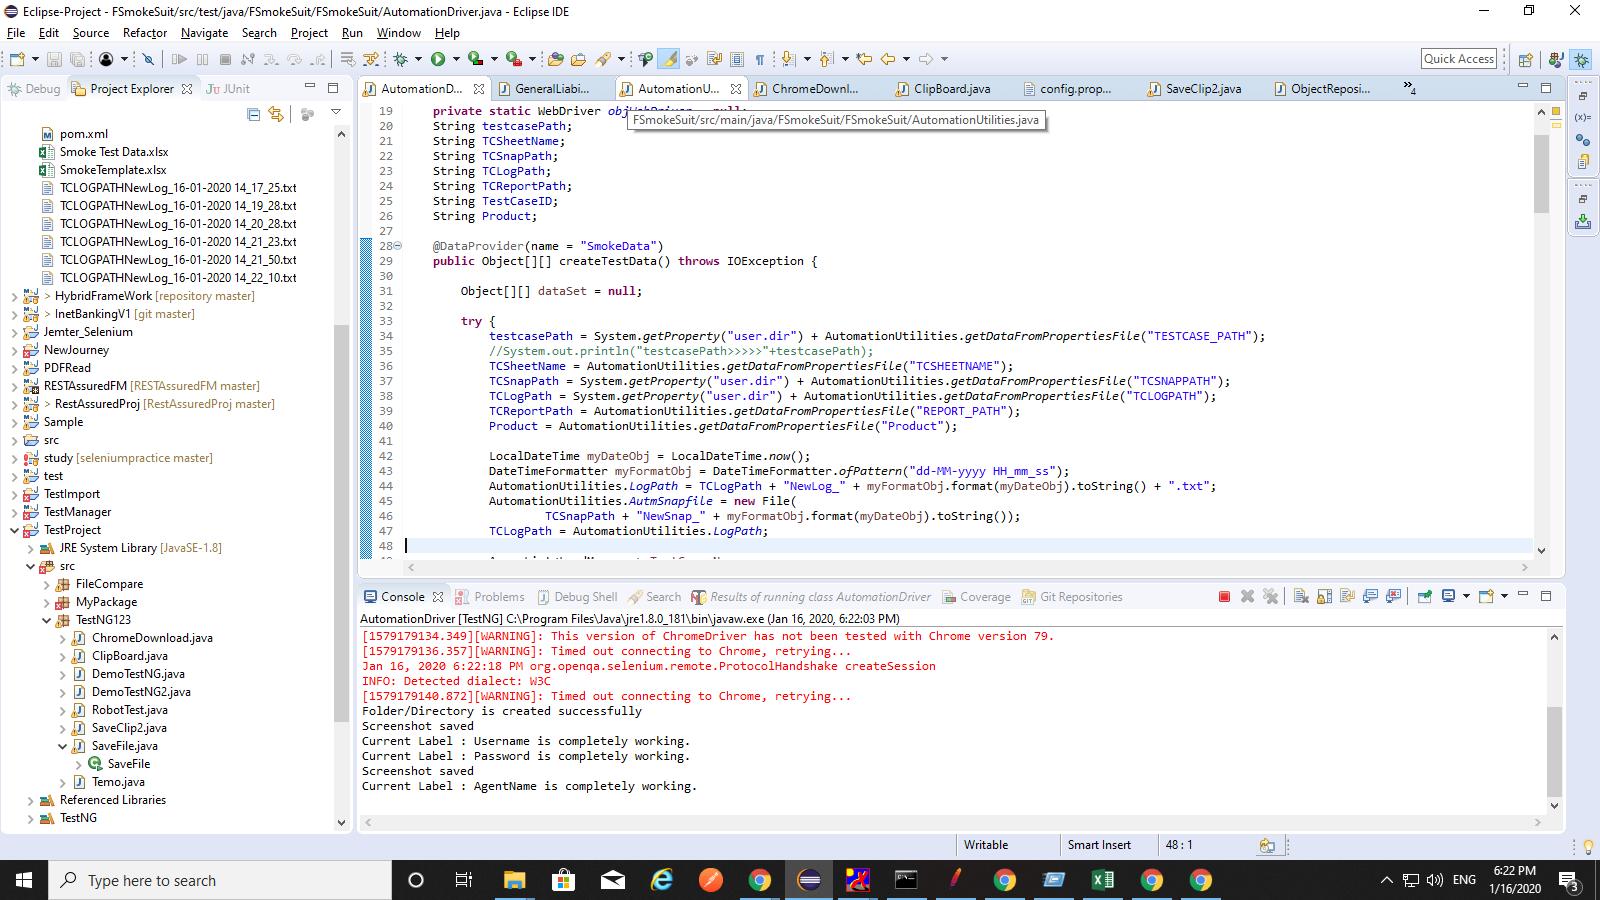 Eclipse-Project - FSmokeSuit/src/test/java/FSmokeSuit/FSmokeSuit/AutomationDriver.java - Eclipse IDE
File Edit Source Refactor Navigate Search Project Run Window Help
Quick Access
Debug Project Explorer JUnit
pom.xml
Smoke Test Data.xlsx
SmokeTemplate.xlsx
TCLOGPATHNewLog_16-01-2020 14_17_25.txt
TCLOGPATHNewLog_16-01-2020 14_19_28.txt
TCLOGPATHNewLog_16-01-2020 14_20_28.txt
TCLOGPATHNewLog_16-01-2020 14_21_23.txt
TCLOGPATHNewLog_16-01-2020 14_21_50.txt
TCLOGPATHNewLog_16-01-2020 14_22_10.txt
> HybridFrameWork [repository master]
> InetBankingV1 [git master]
Jemter_Selenium
NewJourney
PDFRead
RESTAssuredFM [RESTAssuredFM master]
> RestAssuredProj [RestAssuredProj master]
Sample
src
study [seleniumpractice master]
test
TestImport
TestManager
TestProject
JRE System Library [JavaSE-1.8]
src
FileCompare
MyPackage
TestNG123
ChromeDownload.java
ClipBoard.java
DemoTestNG.java
DemoTestNG2.java
RobotTest.java
SaveClip2.java
SaveFile.java
SaveFile
Temo.java
Referenced Libraries
TestNG
AutomationD... GeneralLiabi... AutomationU... ChromeDownl... ClipBoard.java config.prop... SaveClip2.java ObjectReposi... »4
19 private static WebDriver objWebDriver = null;
FSmokeSuit/src/main/java/FSmokeSuit/FSmokeSuit/AutomationUtilities.java
20 String testcasePath;
21 String TCSheetName;
22 String TCSnapPath;
23 String TCLogPath;
24 String TCReportPath;
25 String TestCaseID;
26 String Product;
27
28 @DataProvider(name = "SmokeData")
29 public Object[][] createTestData() throws IOException {
30
31 Object[][] dataSet = null;
32
33 try {
34 testcasePath = System.getProperty("user.dir") + AutomationUtilities.getDataFromPropertiesFile("TESTCASE_PATH");
35 //System.out.println("testcasePath>>>>>"+testcasePath);
36 TCSheetName = AutomationUtilities.getDataFromPropertiesFile("TCSHEETNAME");
37 TCSnapPath = System.getProperty("user.dir") + AutomationUtilities.getDataFromPropertiesFile("TCSNAPPATH");
38 TCLogPath = System.getProperty("user.dir") + AutomationUtilities.getDataFromPropertiesFile("TCLOGPATH");
39 TCReportPath = AutomationUtilities.getDataFromPropertiesFile("REPORT_PATH");
40 Product = AutomationUtilities.getDataFromPropertiesFile("Product");
41
42 LocalDateTime myDateObj = LocalDateTime.now();
43 DateTimeFormatter myFormatObj = DateTimeFormatter.ofPattern("dd-MM-yyyy HH_mm_ss");
44 AutomationUtilities.LogPath = TCLogPath + "NewLog_" + myFormatObj.format(myDateObj).toString() + ".txt";
45 AutomationUtilities.AutmSnapfile = new File(
46 TCSnapPath + "NewSnap_" + myFormatObj.format(myDateObj).toString());
47 TCLogPath = AutomationUtilities.LogPath;
48
Console Problems Debug Shell Search Results of running class AutomationDriver Coverage Git Repositories
AutomationDriver [TestNG] C:\Program Files\Java\jre1.8.0_181\bin\javaw.exe (Jan 16, 2020, 6:22:03 PM)
[1579179134.349][WARNING]: This version of ChromeDriver has not been tested with Chrome version 79.
[1579179136.357][WARNING]: Timed out connecting to Chrome, retrying...
Jan 16, 2020 6:22:18 PM org.openqa.selenium.remote.ProtocolHandshake createSession
INFO: Detected dialect: W3C
[1579179140.872][WARNING]: Timed out connecting to Chrome, retrying...
Folder/Directory is created successfully
Screenshot saved
Current Label : Username is completely working.
Current Label : Password is completely working.
Screenshot saved
Current Label : AgentName is completely working.
Writable Smart Insert 48 : 1
Type here to search
ENG
6:22 PM
1/16/2020
3